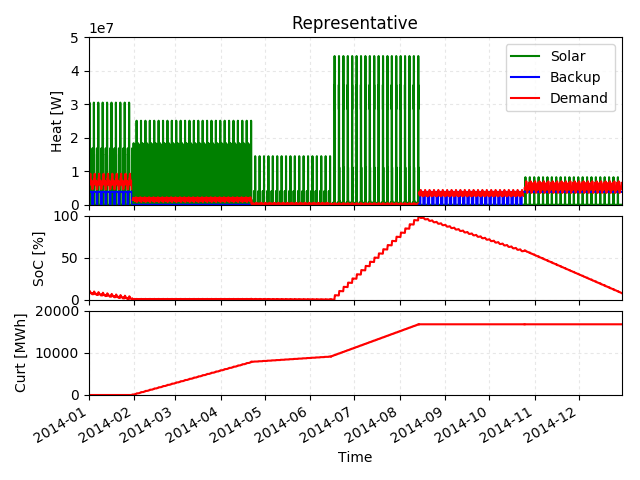 Representative
1e7
5
4
3
2
1
0
Heat [W]
Solar
Backup
Demand
100
50
0
SoC [%]
20000
10000
0
Curt [MWh]
2014-01
2014-02
2014-03
2014-04
2014-05
2014-06
2014-07
2014-08
2014-09
2014-10
2014-11
2014-12
Time